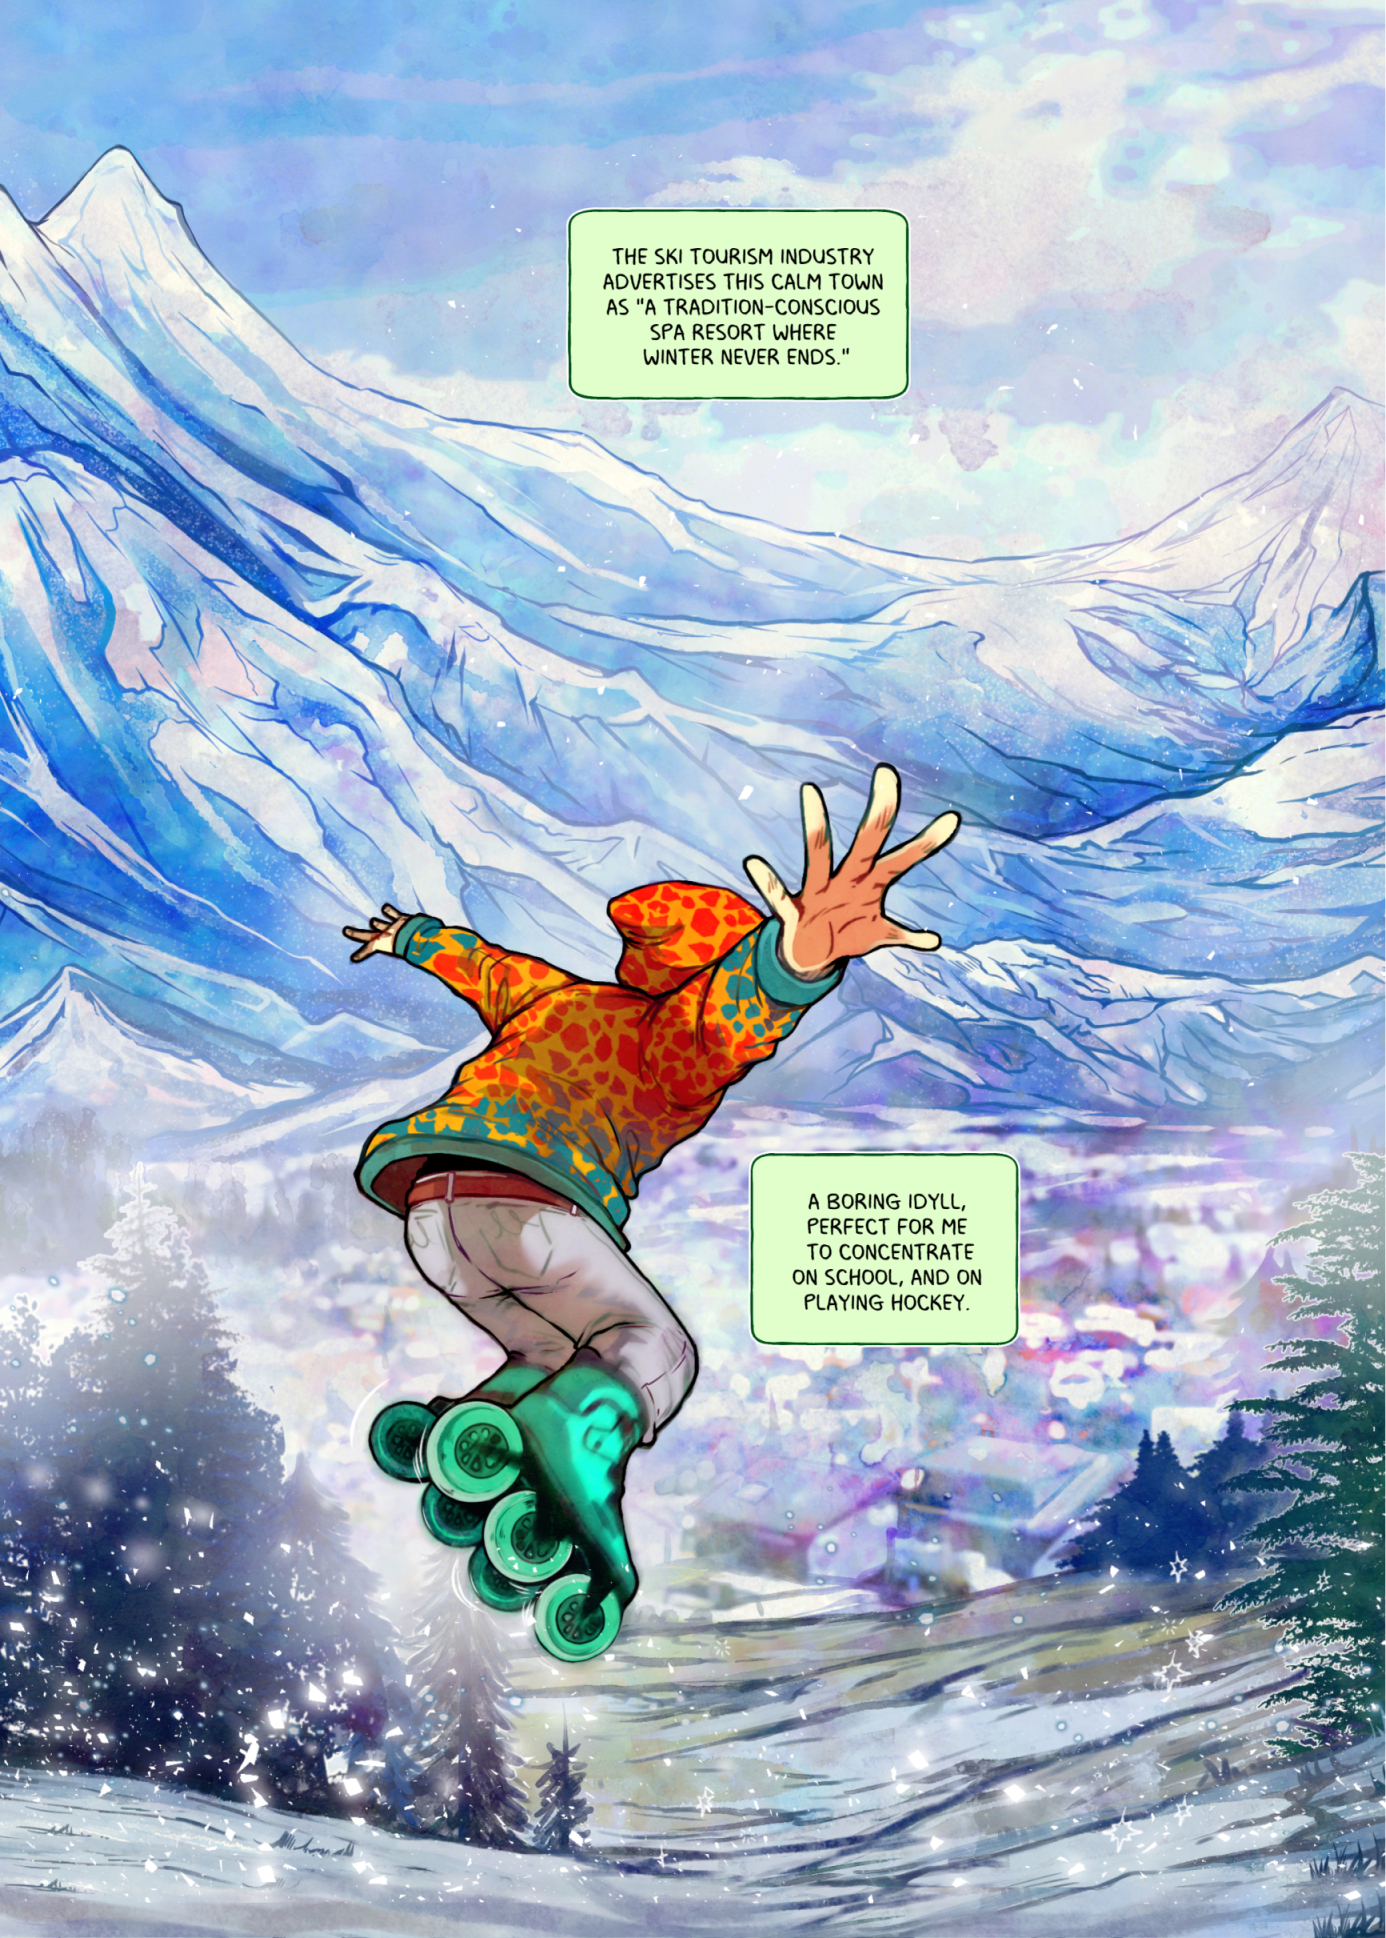 THE SKI TOURISM INDUSTRY
ADVERTISES THIS CALM TOWN
AS "A TRADITION-CONSCIOUS
SPA RESORT WHERE
WINTER NEVER ENDS."
A BORING IDYLL,
PERFECT FOR ME
TO CONCENTRATE
ON SCHOOL, AND ON
PLAYING HOCKEY.